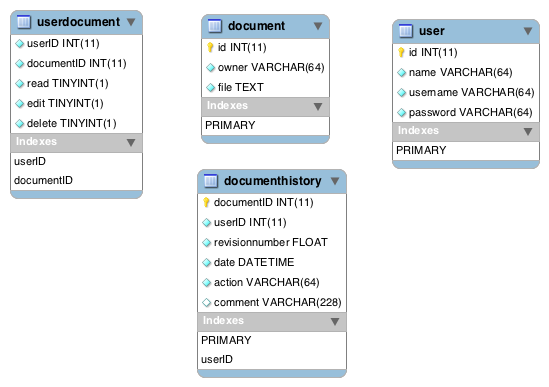 userdocument
userID INT(11)
documentID INT(11)
read TINYINT(1)
edit TINYINT(1)
delete TINYINT(1)
Indexes
userID
documentID
document
id INT(11)
owner VARCHAR(64)
file TEXT
Indexes
PRIMARY
user
id INT(11)
name VARCHAR(64)
username VARCHAR(64)
password VARCHAR(64)
Indexes
PRIMARY
documenthistory
documentID INT(11)
userID INT(11)
revisionnumber FLOAT
date DATETIME
action VARCHAR(64)
comment VARCHAR(228)
Indexes
PRIMARY
userID